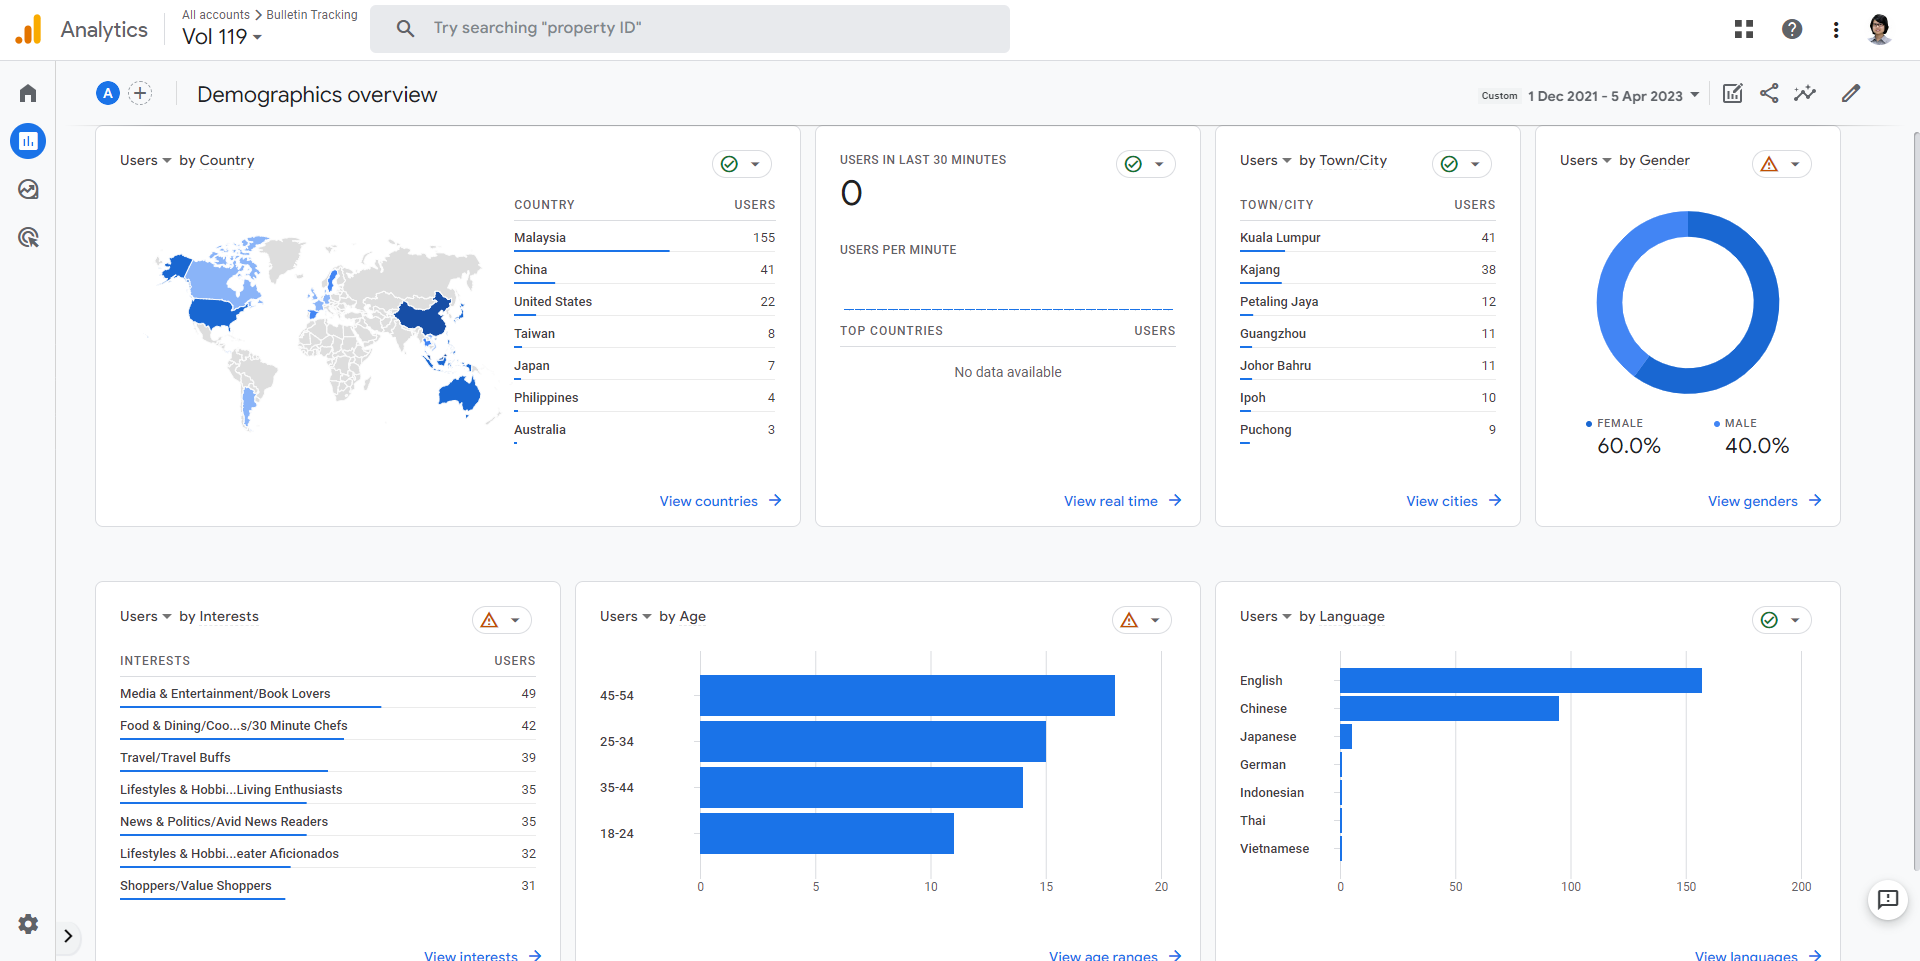 Analytics
All accounts > Bulletin Tracking
Vol 119
Try searching "property ID"
A
Demographics overview
Custom 1 Dec 2021 - 5 Apr 2023
Users by Country
COUNTRY USERS
Malaysia 155
China 41
United States 22
Taiwan 8
Japan 7
Philippines 4
Australia 3
View countries
USERS IN LAST 30 MINUTES
0
USERS PER MINUTE
TOP COUNTRIES USERS
No data available
View real time
Users by Town/City
TOWN/CITY USERS
Kuala Lumpur 41
Kajang 38
Petaling Jaya 12
Guangzhou 11
Johor Bahru 11
Ipoh 10
Puchong 9
View cities
Users by Gender
FEMALE MALE
60.0% 40.0%
View genders
Users by Interests
INTERESTS USERS
Media & Entertainment/Book Lovers 49
Food & Dining/Coo...s/30 Minute Chefs 42
Travel/Travel Buffs 39
Lifestyles & Hobbi...Living Enthusiasts 35
News & Politics/Avid News Readers 35
Lifestyles & Hobbi...eater Aficionados 32
Shoppers/Value Shoppers 31
View interests
Users by Age
45-54
25-34
35-44
18-24
0 5 10 15 20
View age ranges
Users by Language
English
Chinese
Japanese
German
Indonesian
Thai
Vietnamese
0 50 100 150 200
View languages